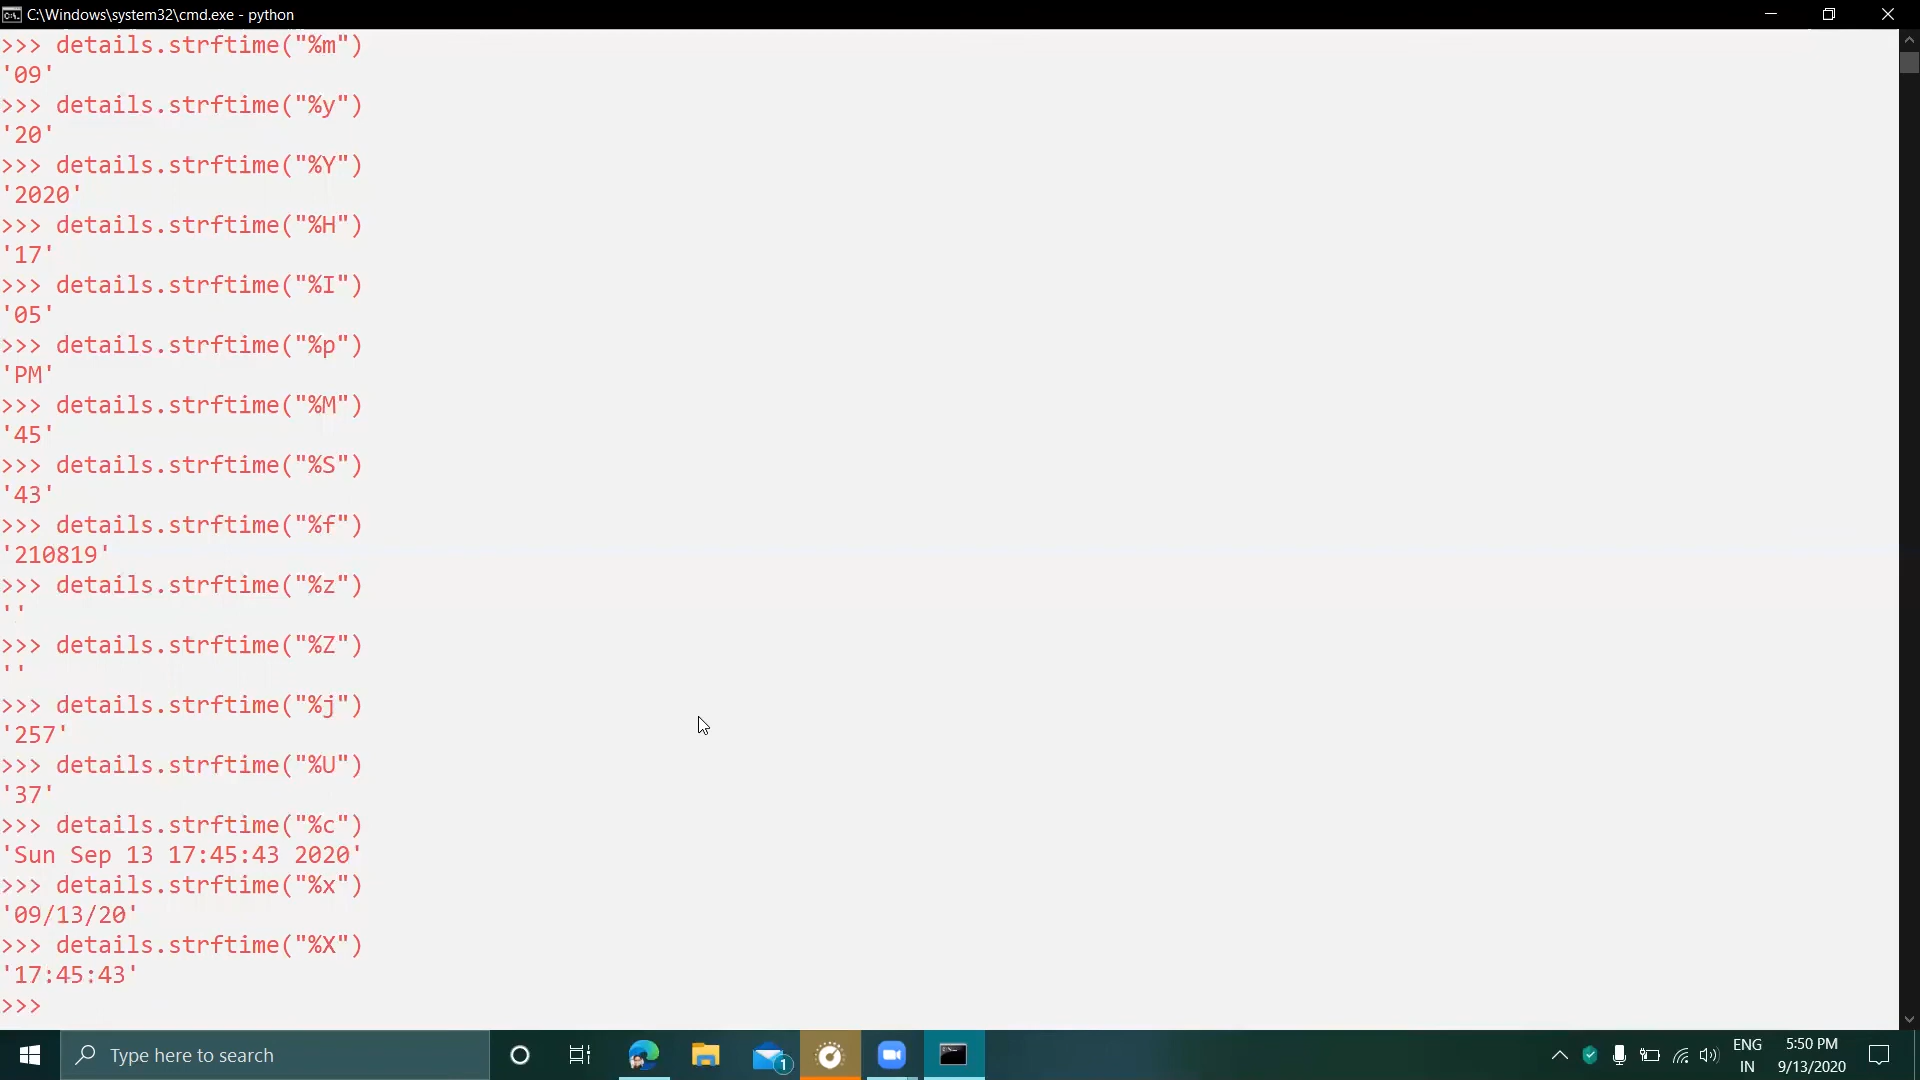 C:\Windows\system32\cmd.exe - python
>>> details.strftime("%m")
'09'
>>> details.strftime("%y")
'20'
>>> details.strftime("%Y")
'2020'
>>> details.strftime("%H")
'17'
>>> details.strftime("%I")
'05'
>>> details.strftime("%p")
'PM'
>>> details.strftime("%M")
'45'
>>> details.strftime("%S")
'43'
>>> details.strftime("%f")
'210819'
>>> details.strftime("%z")
''
>>> details.strftime("%Z")
''
>>> details.strftime("%j")
'257'
>>> details.strftime("%U")
'37'
>>> details.strftime("%c")
'Sun Sep 13 17:45:43 2020'
>>> details.strftime("%x")
'09/13/20'
>>> details.strftime("%X")
'17:45:43'
>>>
Type here to search
1
ENG
IN
5:50 PM
9/13/2020